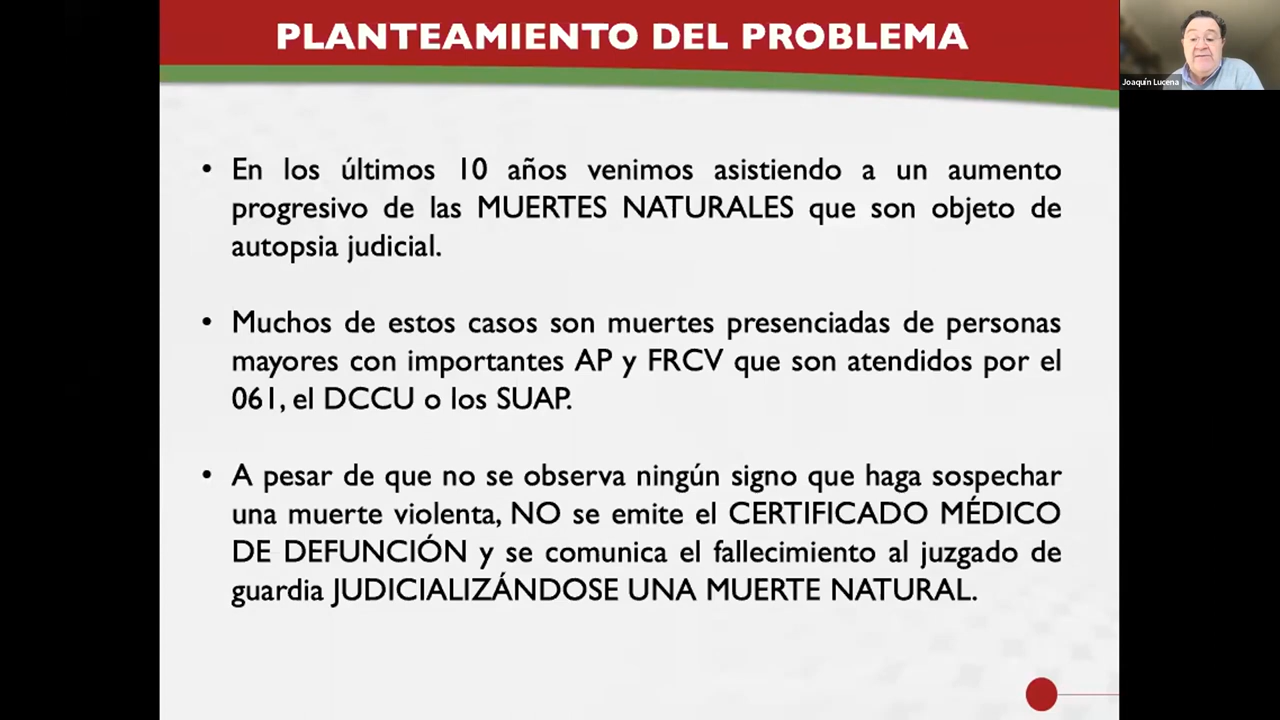 PLANTEAMIENTO DEL PROBLEMA
Joaquín Lucena
• En los últimos 10 años venimos asistiendo a un aumento
progresivo de las MUERTES NATURALES que son objeto de
autopsia judicial.
• Muchos de estos casos son muertes presenciadas de personas
mayores con importantes AP y FRCV que son atendidos por el
061, el DCCU o los SUAP.
• A pesar de que no se observa ningún signo que haga sospechar
una muerte violenta, NO se emite el CERTIFICADO MÉDICO
DE DEFUNCIÓN y se comunica el fallecimiento al juzgado de
guardia JUDICIALIZÁNDOSE UNA MUERTE NATURAL.